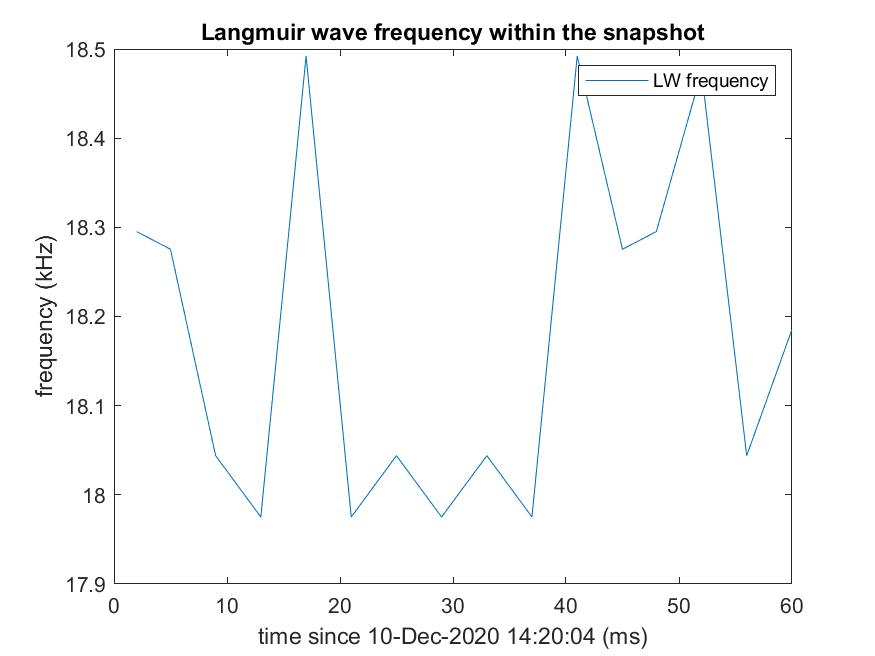 Langmuir wave frequency within the snapshot
18.5
LW frequency
18.4
18.3
frequency (kHz)
18.2
18.1
18
17.9
0 10 20 30 40 50 60
time since 10-Dec-2020 14:20:04 (ms)